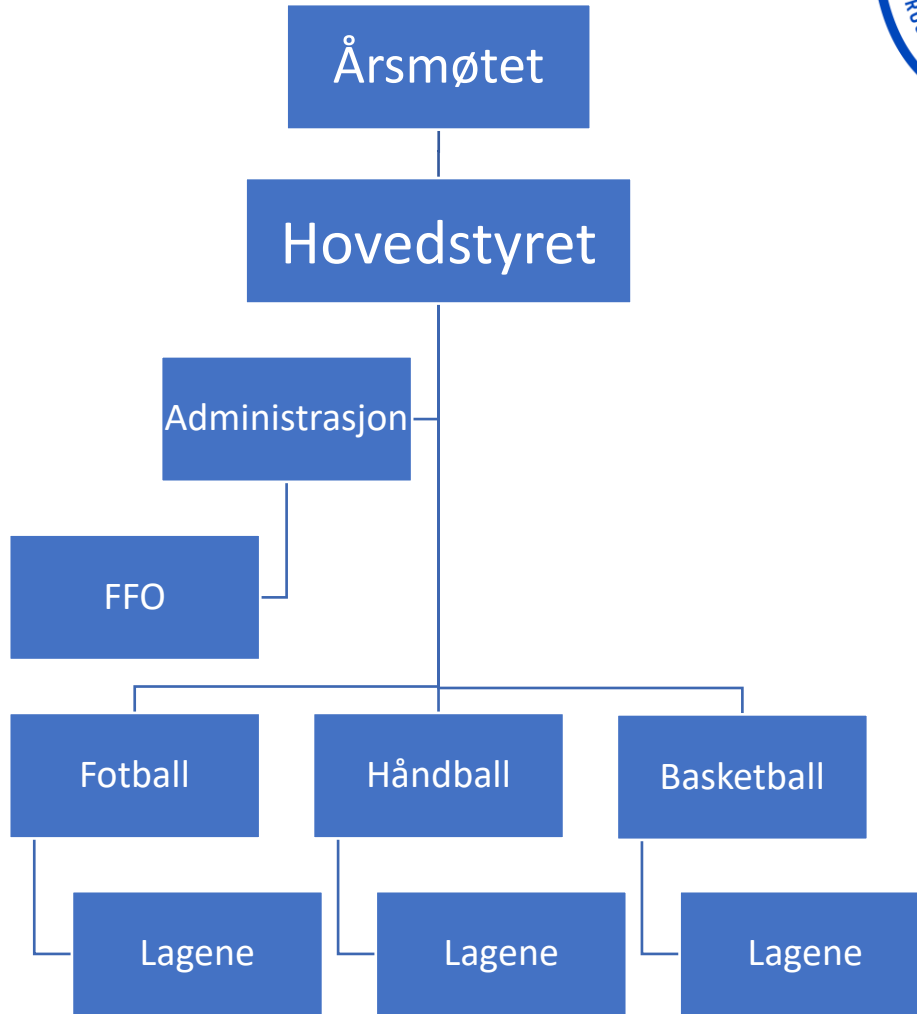 Årsmøtet
Hovedstyret
Administrasjon
FFO
Fotball
Håndball
Basketball
Lagene
Lagene
Lagene